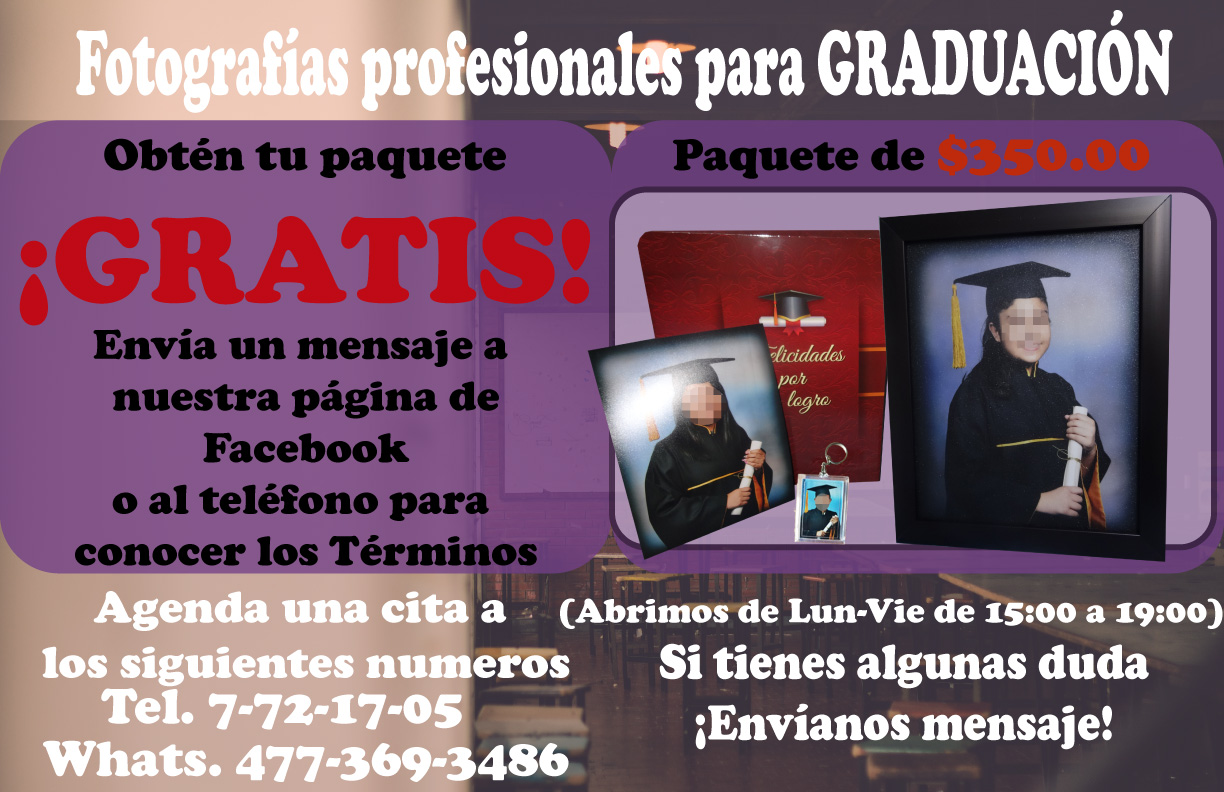 Fotografías profesionales para GRADUACIÓN
Obtén tu paquete
¡GRATIS!
Envía un mensaje a
nuestra página de
Facebook
o al teléfono para
conocer los Términos
Paquete de $350.00
elicidades
por
logro
Agenda una cita a
los siguientes numeros
Tel. 7-72-17-05
Whats. 477-369-3486
(Abrimos de Lun-Vie de 15:00 a 19:00)
Si tienes algunas duda
¡Envíanos mensaje!